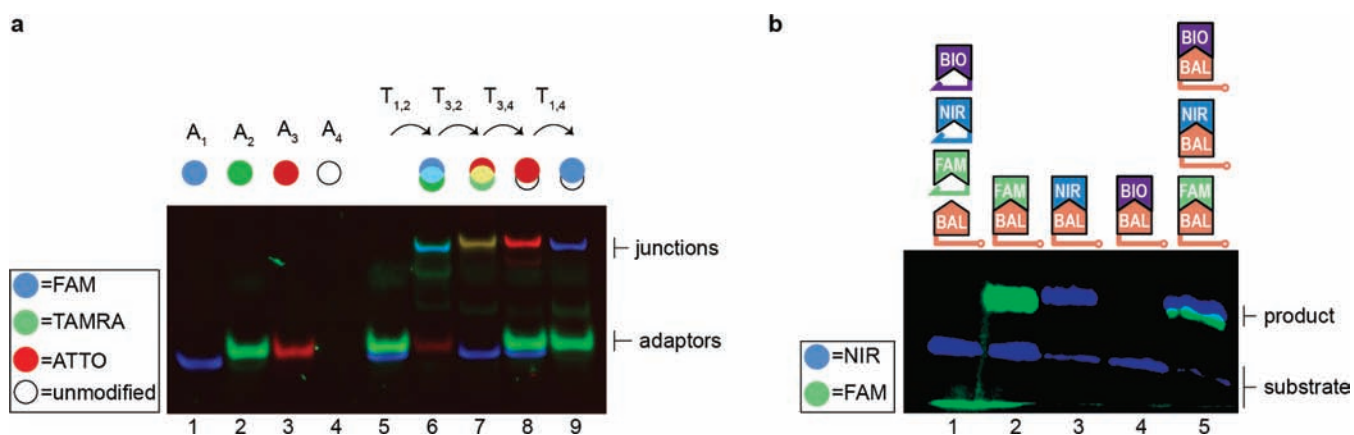 a
T1,2 T3,2 T3,4 T1,4
A1 A2 A3 A4
junctions
adaptors
=FAM
=TAMRA
=ATTO
=unmodified
1 2 3 4 5 6 7 8 9
b
BIO
NIR
FAM
BAL
FAM
BAL
NIR
BAL
BIO
BAL
BIO
BAL
NIR
BAL
FAM
BAL
product
substrate
=NIR
=FAM
1 2 3 4 5